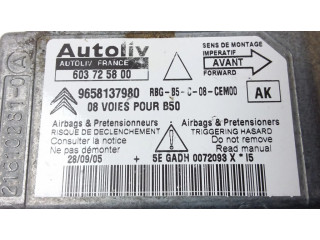 Autoliv
AUTOLIV FRANCE
603 72 58 00
SENS DE MONTAGE
IMPERATIF
AVANT
FORWARD
9658137980
RBG-B5-C-08-CEM00
AK
08 VOIES POUR B50
Airbags & Pretensionneurs
RISQUE DE DECLENCHEMENT
Consulter la notice
Ne pas démonter
Airbags & Pretensioners
TRIGGERING HAZARD
Do not remove
Read manual
28/09/05
5E GADH 0072093 X * 15